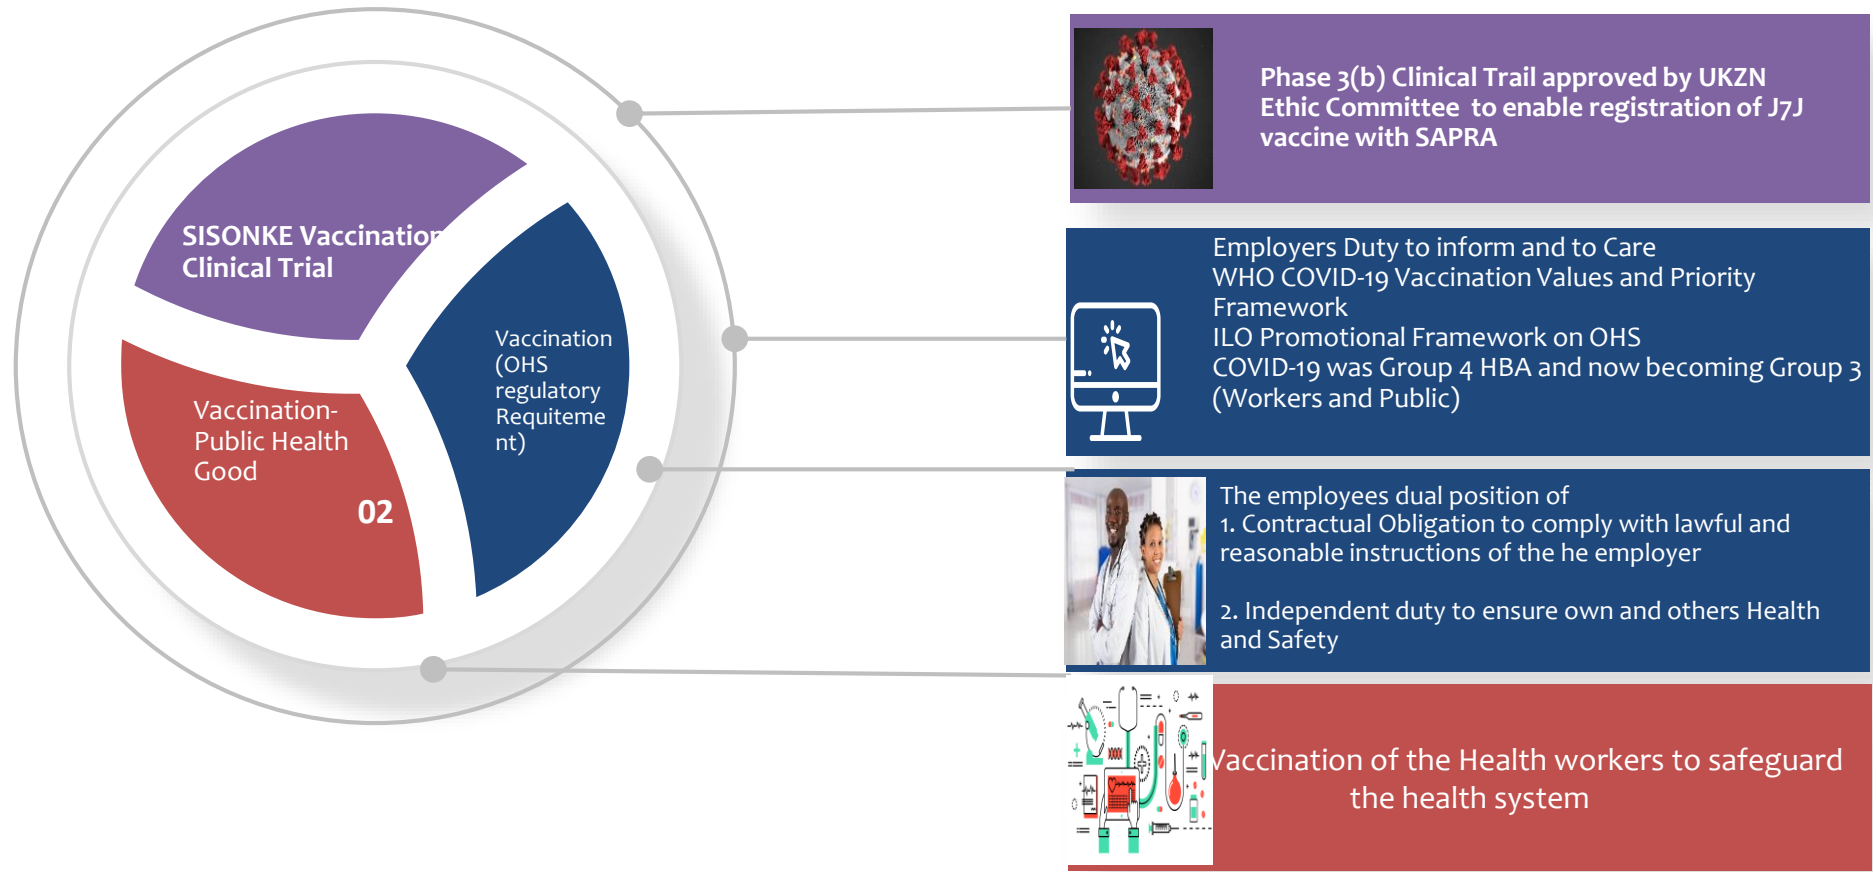 SISONKE Vaccination
Clinical Trial
Vaccination
(OHS
regulatory
Requiteme
nt)
Vaccination-
Public Health
Good
02
Phase 3(b) Clinical Trail approved by UKZN
Ethic Committee to enable registration of J7J
vaccine with SAPRA
Employers Duty to inform and to Care
WHO COVID-19 Vaccination Values and Priority
Framework
ILO Promotional Framework on OHS
COVID-19 was Group 4 HBA and now becoming Group 3
(Workers and Public)
The employees dual position of
1. Contractual Obligation to comply with lawful and
reasonable instructions of the he employer
2. Independent duty to ensure own and others Health
and Safety
Vaccination of the Health workers to safeguard
the health system